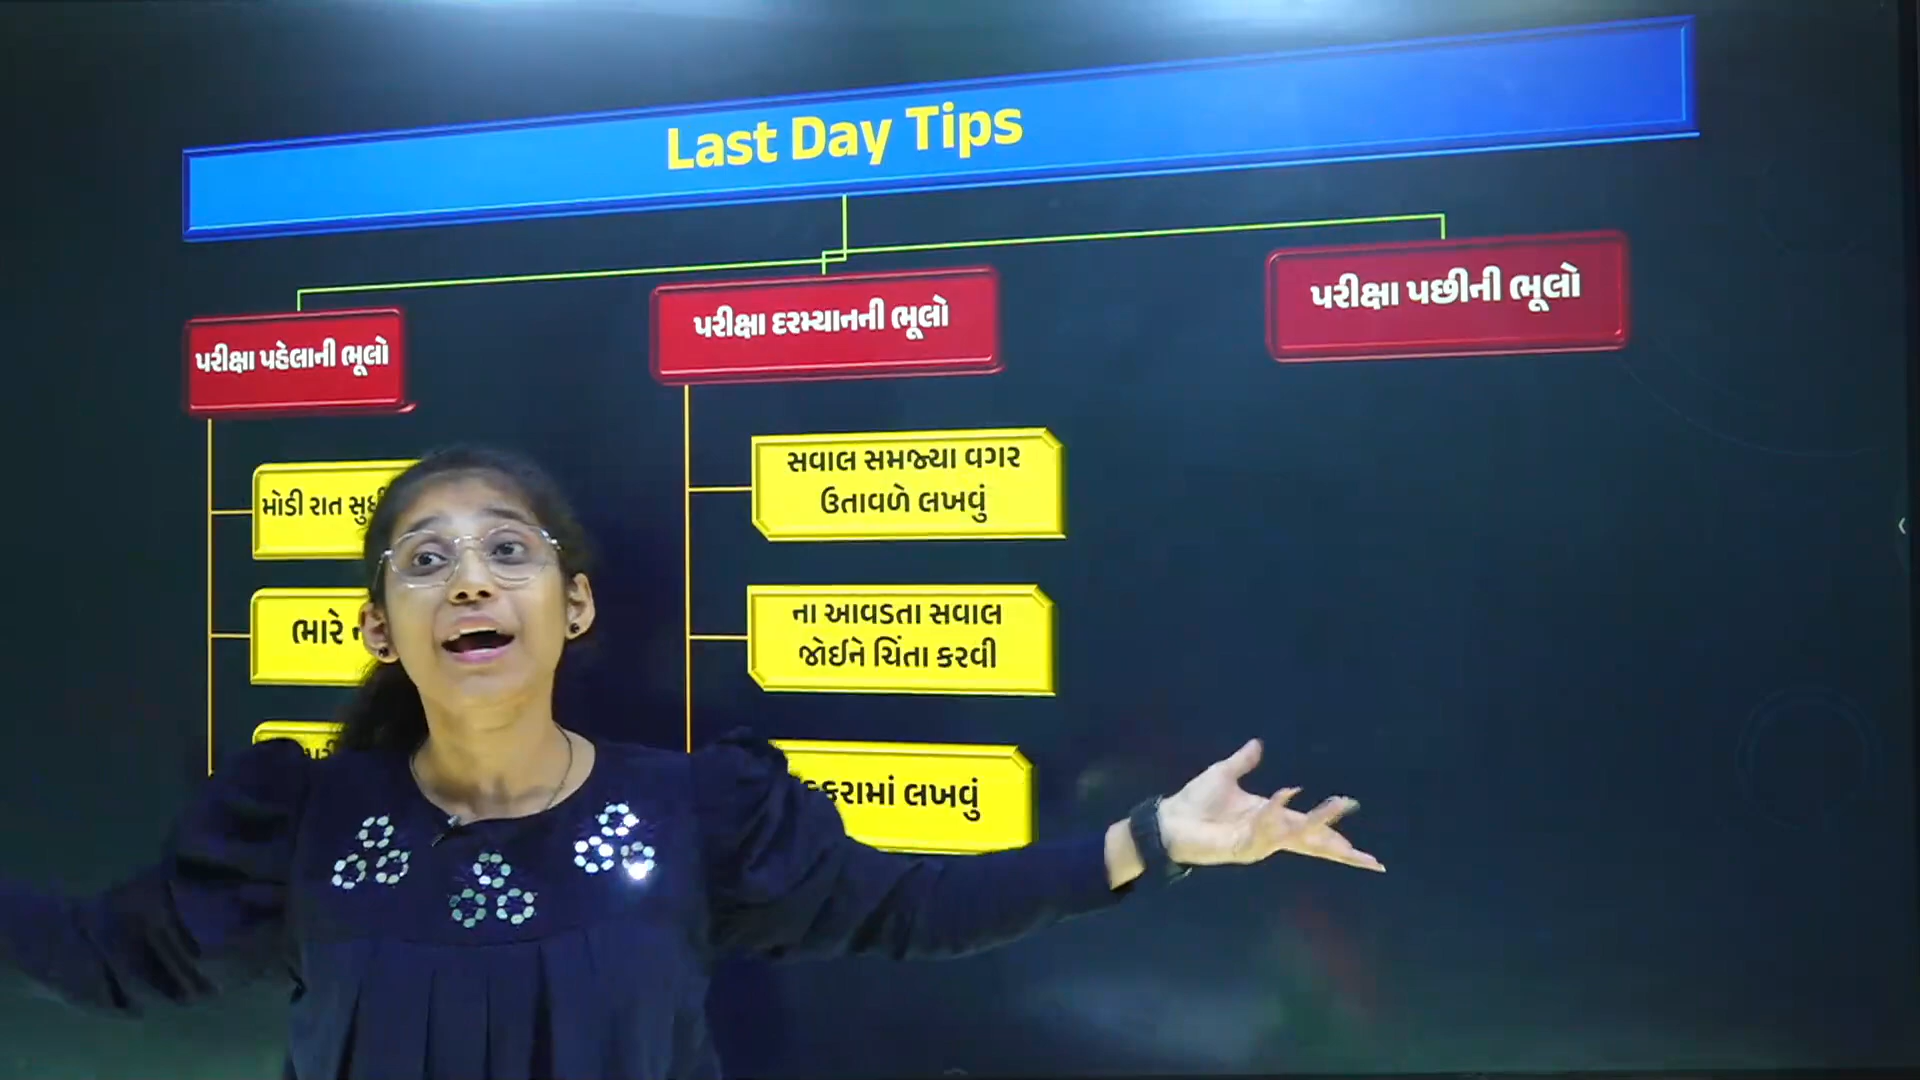 Last Day Tips
પરીક્ષા પહેલાની ભૂલો
પરીક્ષા દરમ્યાનની ભૂલો
પરીક્ષા પછીની ભૂલો
મોડી રાત
ભારે
સવાલ સમજ્યા વગર
ઉતાવળે લખવું
ના આવડતા સવાલ
જોઈને ચિંતા કરવી
લખવું